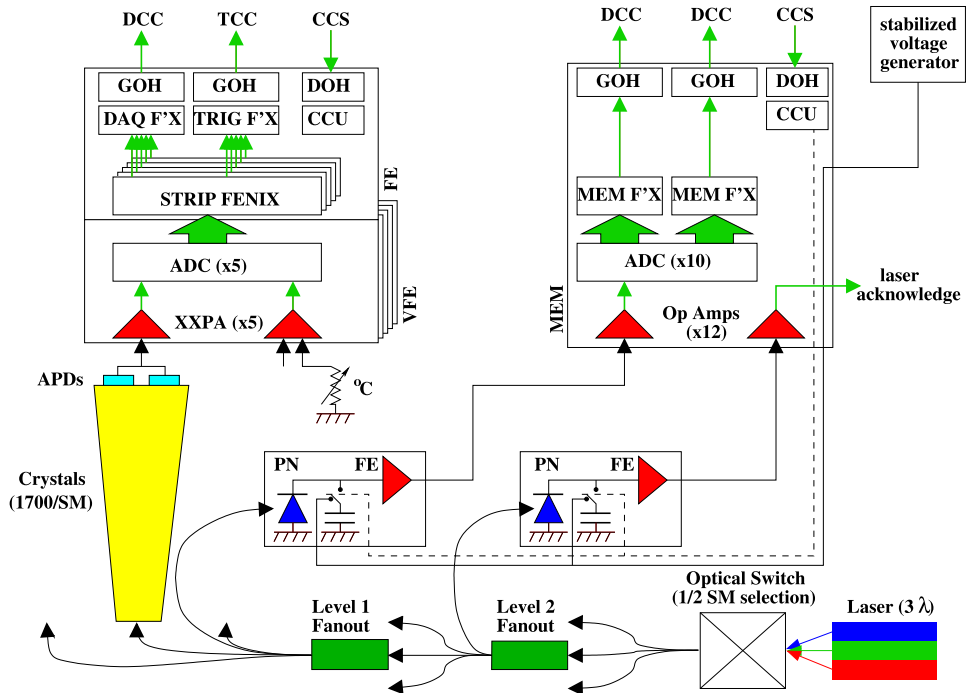 DCC TCC CCS
DCC DCC CCS
stabilized
voltage
generator
GOH GOH DOH
GOH GOH DOH
DAQ F'X TRIG F'X CCU
CCU
STRIP FENIX
FE
MEM F'X MEM F'X
ADC (x5)
ADC (x10)
VFE
MEM
XXPA (x5)
Op Amps
(x12)
laser
acknowledge
APDs
°C
Crystals
(1700/SM)
PN FE
PN FE
Optical Switch
(1/2 SM selection)
Level 1
Fanout
Level 2
Fanout
Laser (3 λ)